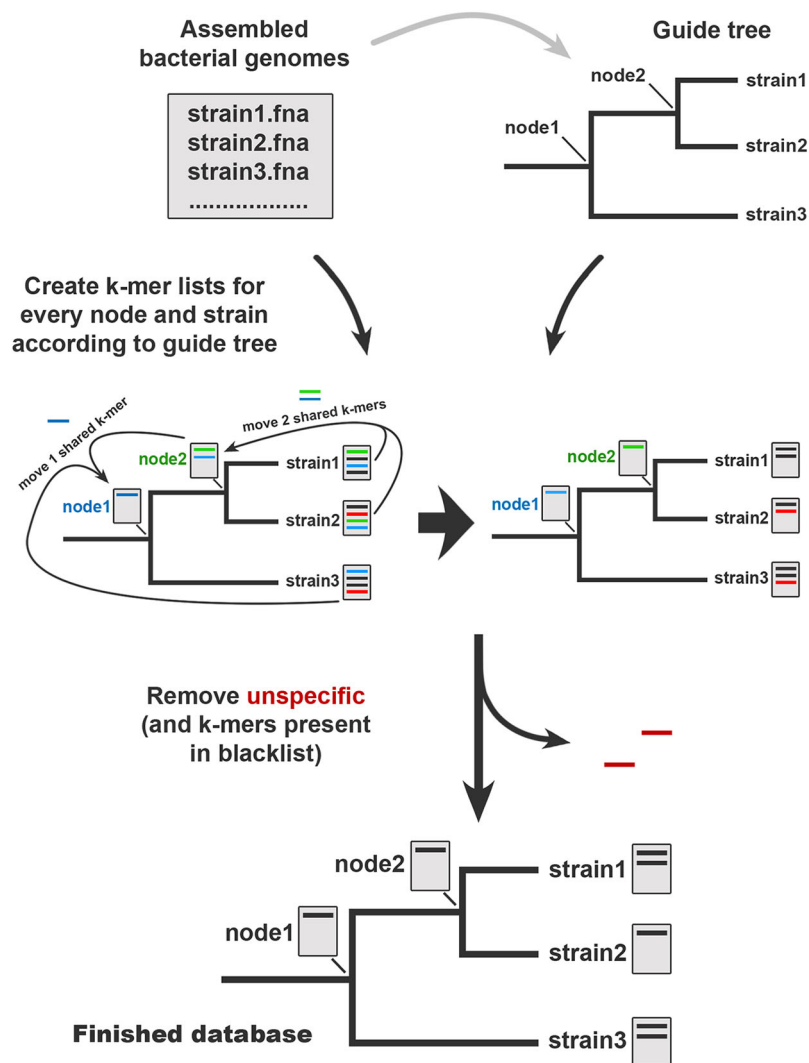 Assembled
bacterial genomes
strain1.fna
strain2.fna
strain3.fna
..................
Guide tree
node2
node1
strain1
strain2
strain3
Create k-mer lists for
every node and strain
according to guide tree
move 1 shared k-mer
move 2 shared k-mers
node2
node1
strain1
strain2
strain3
node2
node1
strain1
strain2
strain3
Remove unspecific
(and k-mers present
in blacklist)
node2
node1
strain1
strain2
strain3
Finished database